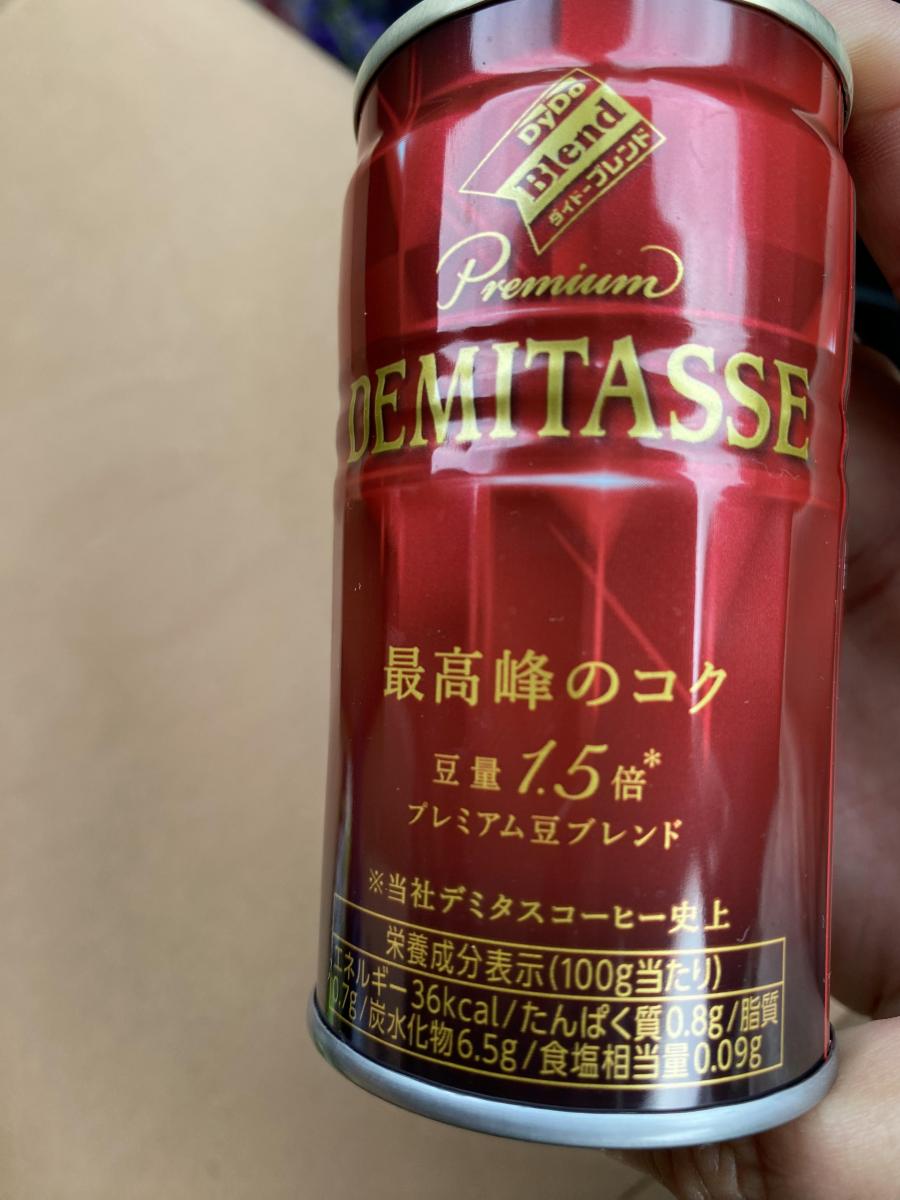 DyDo
Blend
ダイドーブレンド
Premium
DEMITASSE
最高峰のコク
豆量1.5倍*
プレミアム豆ブレンド
※当社デミタスコーヒー史上
栄養成分表示(100g当たり)
エネルギー36kcal/たんぱく質0.8g/脂質
0.7g/炭水化物6.5g/食塩相当量0.09g